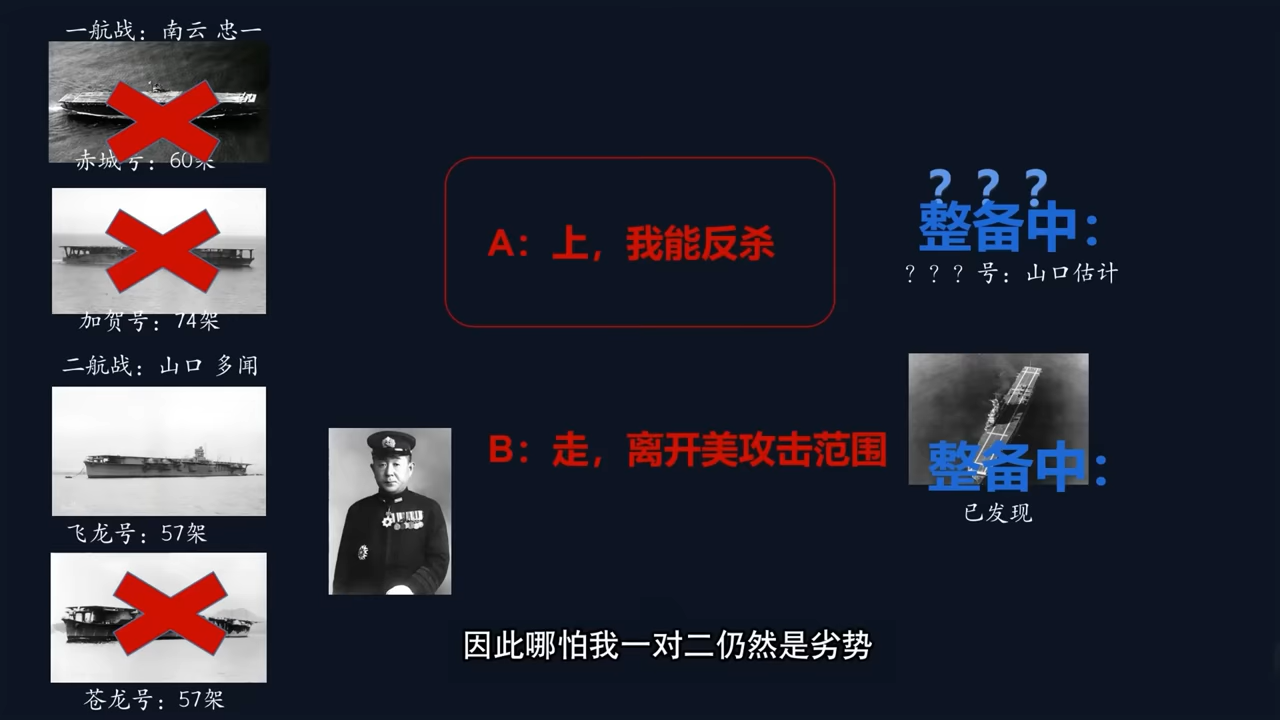 一航战：南云 忠一
赤城号：60架
加贺号：74架
二航战：山口 多闻
飞龙号：57架
苍龙号：57架
A：上，我能反杀
B：走，离开美攻击范围
？？？
整备中：
？？？号：山口估计
整备中：
已发现
因此哪怕我一对二仍然是劣势